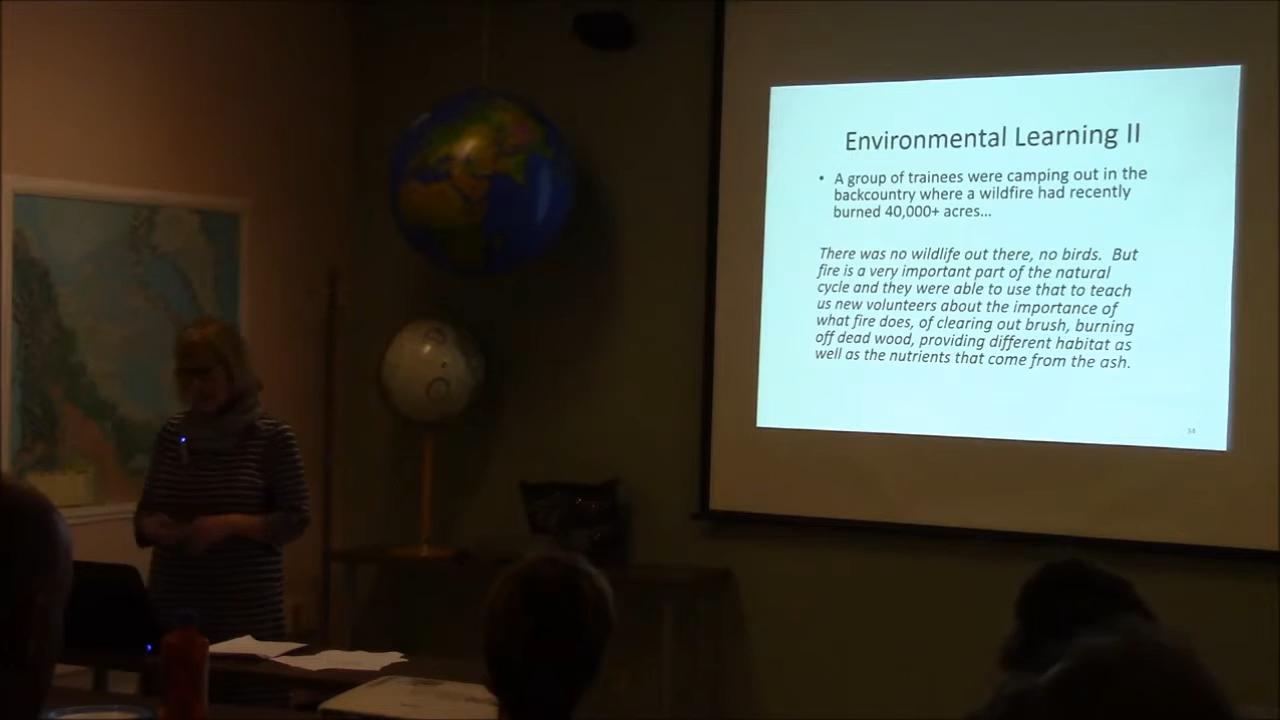 Environmental Learning II
• A group of trainees were camping out in the
backcountry where a wildfire had recently
burned 40,000+ acres...
There was no wildlife out there, no birds. But
fire is a very important part of the natural
cycle and they were able to use that to teach
us new volunteers about the importance of
what fire does, of clearing out brush, burning
off dead wood, providing different habitat as
well as the nutrients that come from the ash.
34